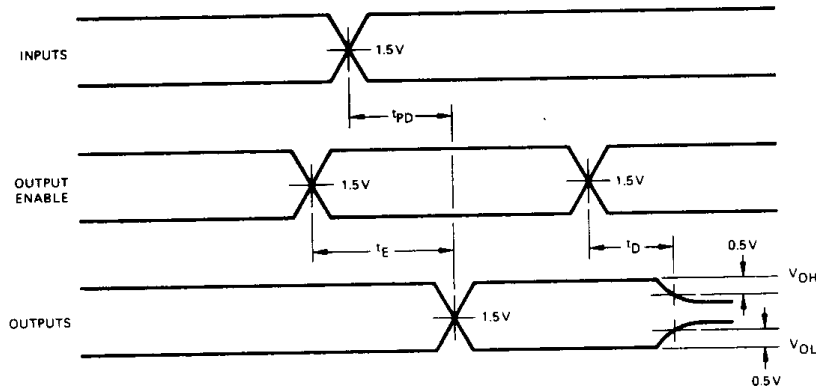 INPUTS
1.5 V
tPD
OUTPUT
ENABLE
1.5V
1.5V
tE
tD
0.5V
VOH
OUTPUTS
1.5V
VOL
0.5V